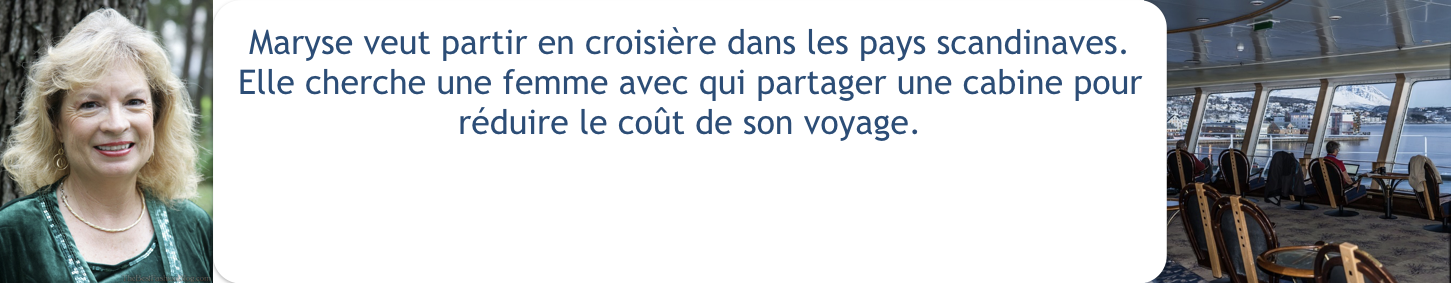 Maryse veut partir en croisière dans les pays scandinaves.
Elle cherche une femme avec qui partager une cabine pour
réduire le coût de son voyage.